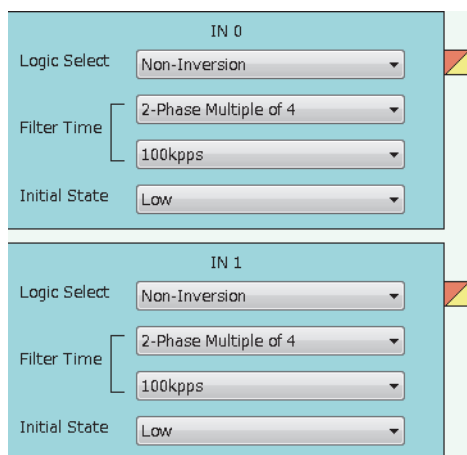 IN 0
Logic Select Non-Inversion
2-Phase Multiple of 4
Filter Time
100kpps
Initial State Low
IN 1
Logic Select Non-Inversion
2-Phase Multiple of 4
Filter Time
100kpps
Initial State Low